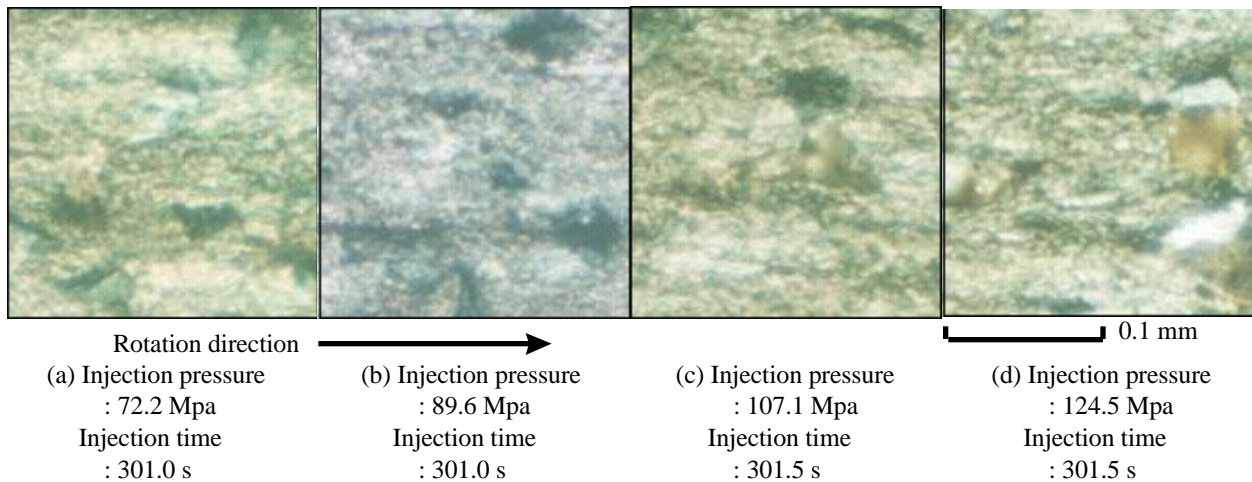 Rotation direction
0.1 mm
(a) Injection pressure
: 72.2 Mpa
Injection time
: 301.0 s
(b) Injection pressure
: 89.6 Mpa
Injection time
: 301.0 s
(c) Injection pressure
: 107.1 Mpa
Injection time
: 301.5 s
(d) Injection pressure
: 124.5 Mpa
Injection time
: 301.5 s